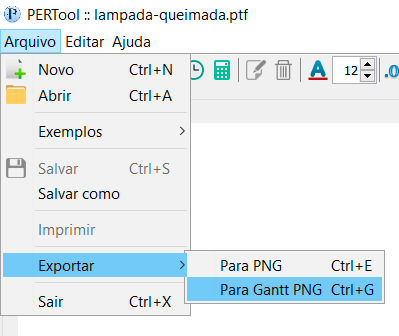 PERTool :: lampada-queimada.ptf
Arquivo Editar Ajuda
Novo Ctrl+N
Abrir Ctrl+A
12
Exemplos
Salvar Ctrl+S
Salvar como
Imprimir
Exportar
Para PNG Ctrl+E
Para Gantt PNG Ctrl+G
Sair Ctrl+X